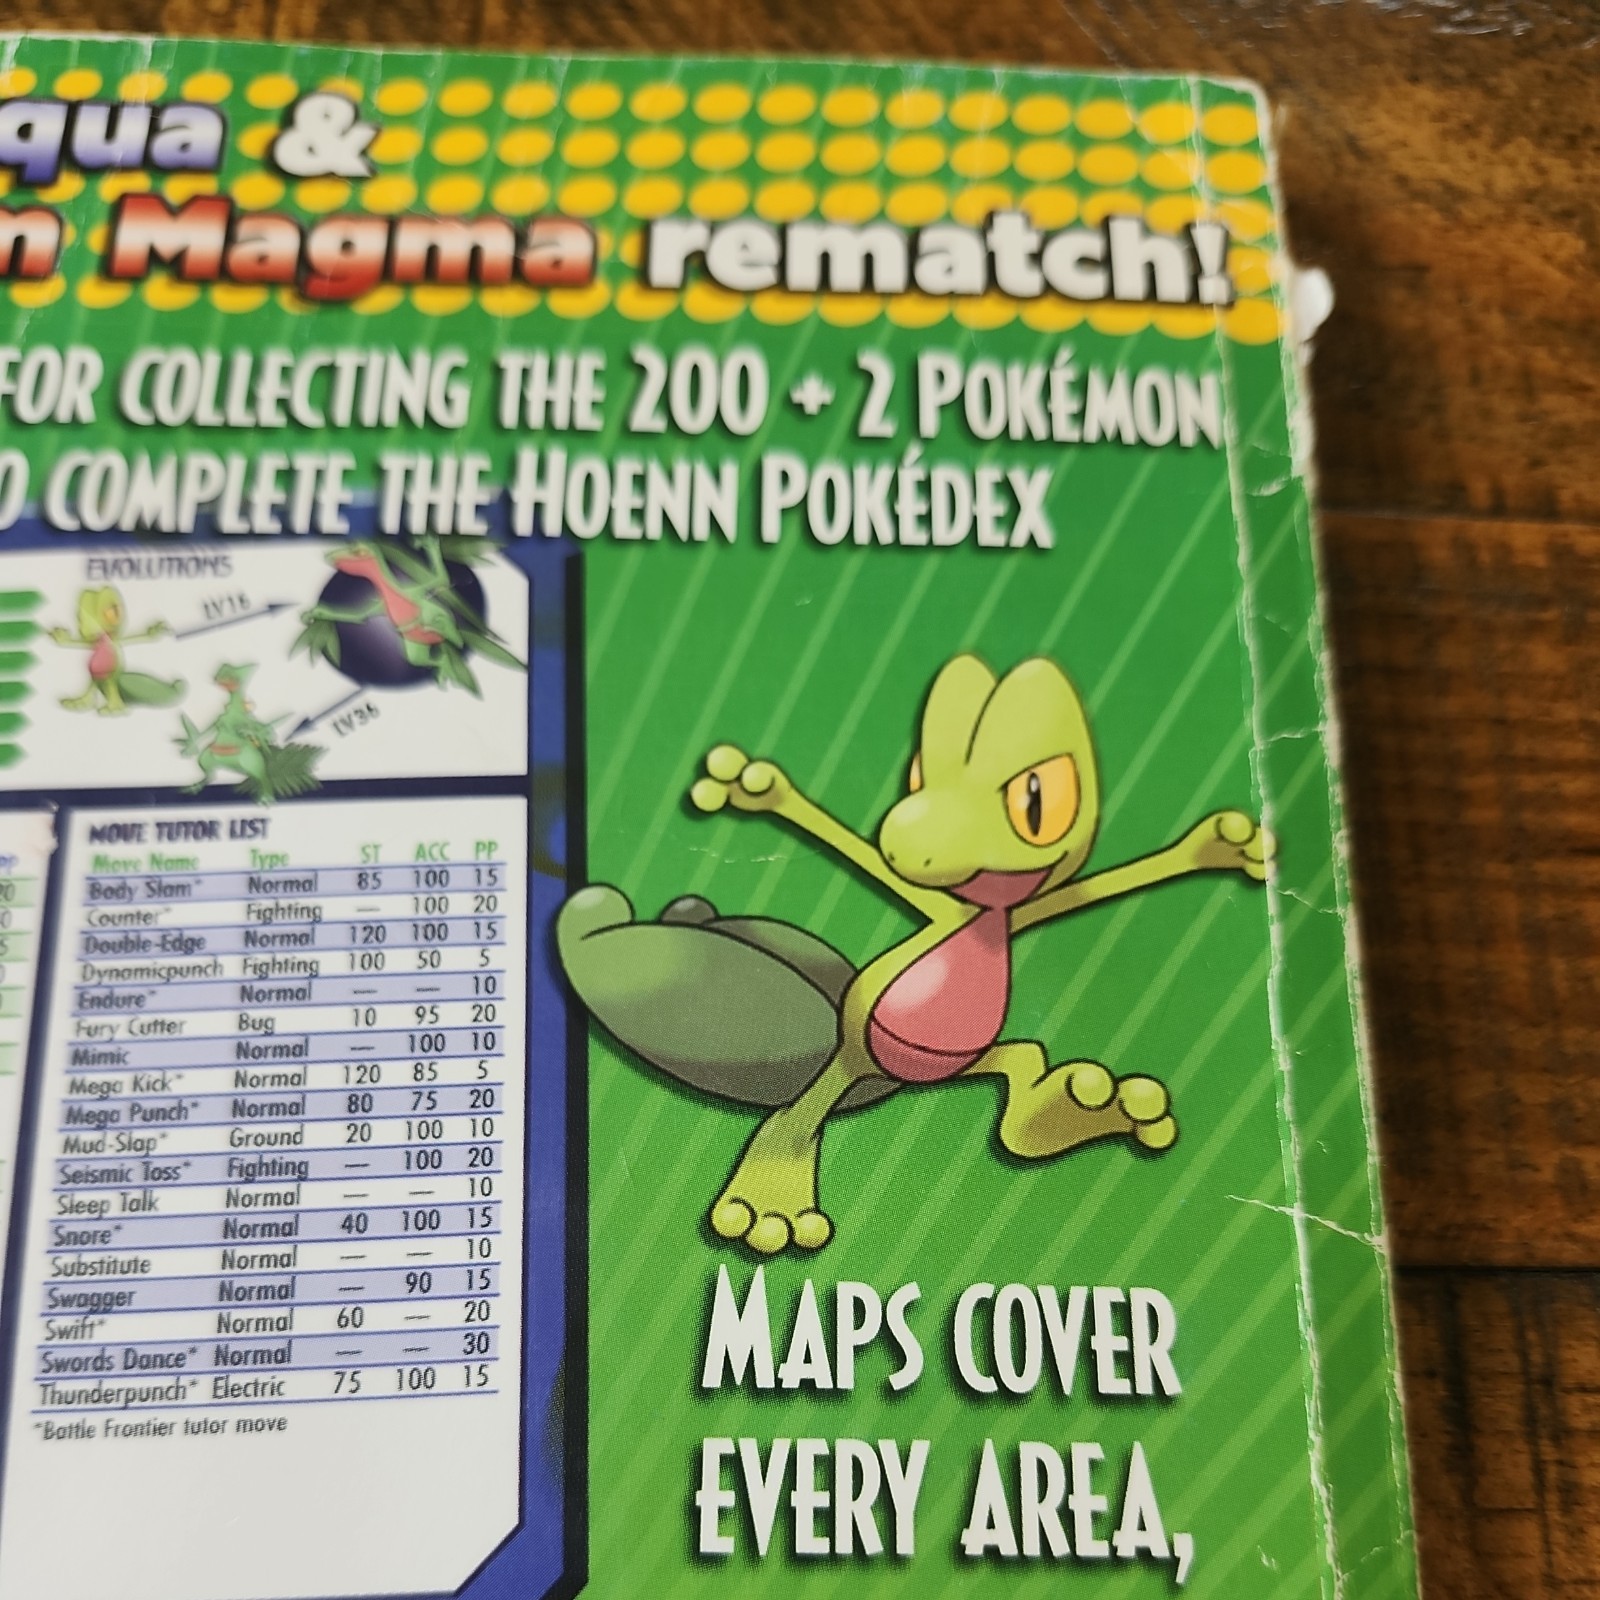 qua &
m Magma rematch!
FOR COLLECTING THE 200 + 2 POKÉMON
O COMPLETE THE HOENN POKÉDEX
EVOLUTIONS
LV16
LV36
MOVE TUTOR LIST
Move Name Type ST ACC PP
Body Slam* Normal 85 100 15
Counter* Fighting — 100 20
Double-Edge Normal 120 100 15
Dynamicpunch Fighting 100 50 5
Endure* Normal — — 10
Fury Cutter Bug 10 95 20
Mimic Normal — 100 10
Mega Kick* Normal 120 85 5
Mega Punch* Normal 80 75 20
Mud-Slap* Ground 20 100 10
Seismic Toss* Fighting — 100 20
Sleep Talk Normal — — 10
Snore* Normal 40 100 15
Substitute Normal — — 10
Swagger Normal — 90 15
Swift* Normal 60 — 20
Swords Dance* Normal — — 30
Thunderpunch* Electric 75 100 15
*Battle Frontier tutor move
MAPS COVER
EVERY AREA,